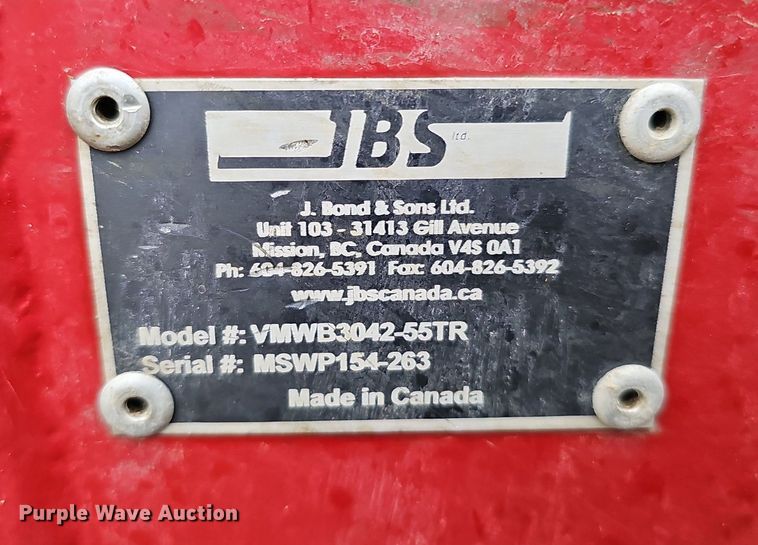 JBS ltd.
J. Bond & Sons Ltd.
Unit 103 - 31413 Gill Avenue
Mission, BC, Canada V4S 0A1
Ph: 604-826-5391 Fax: 604-826-5392
www.jbscanada.ca
Model #: VMWB3042-55TR
Serial #: MSWP154-263
Made in Canada
Purple Wave Auction